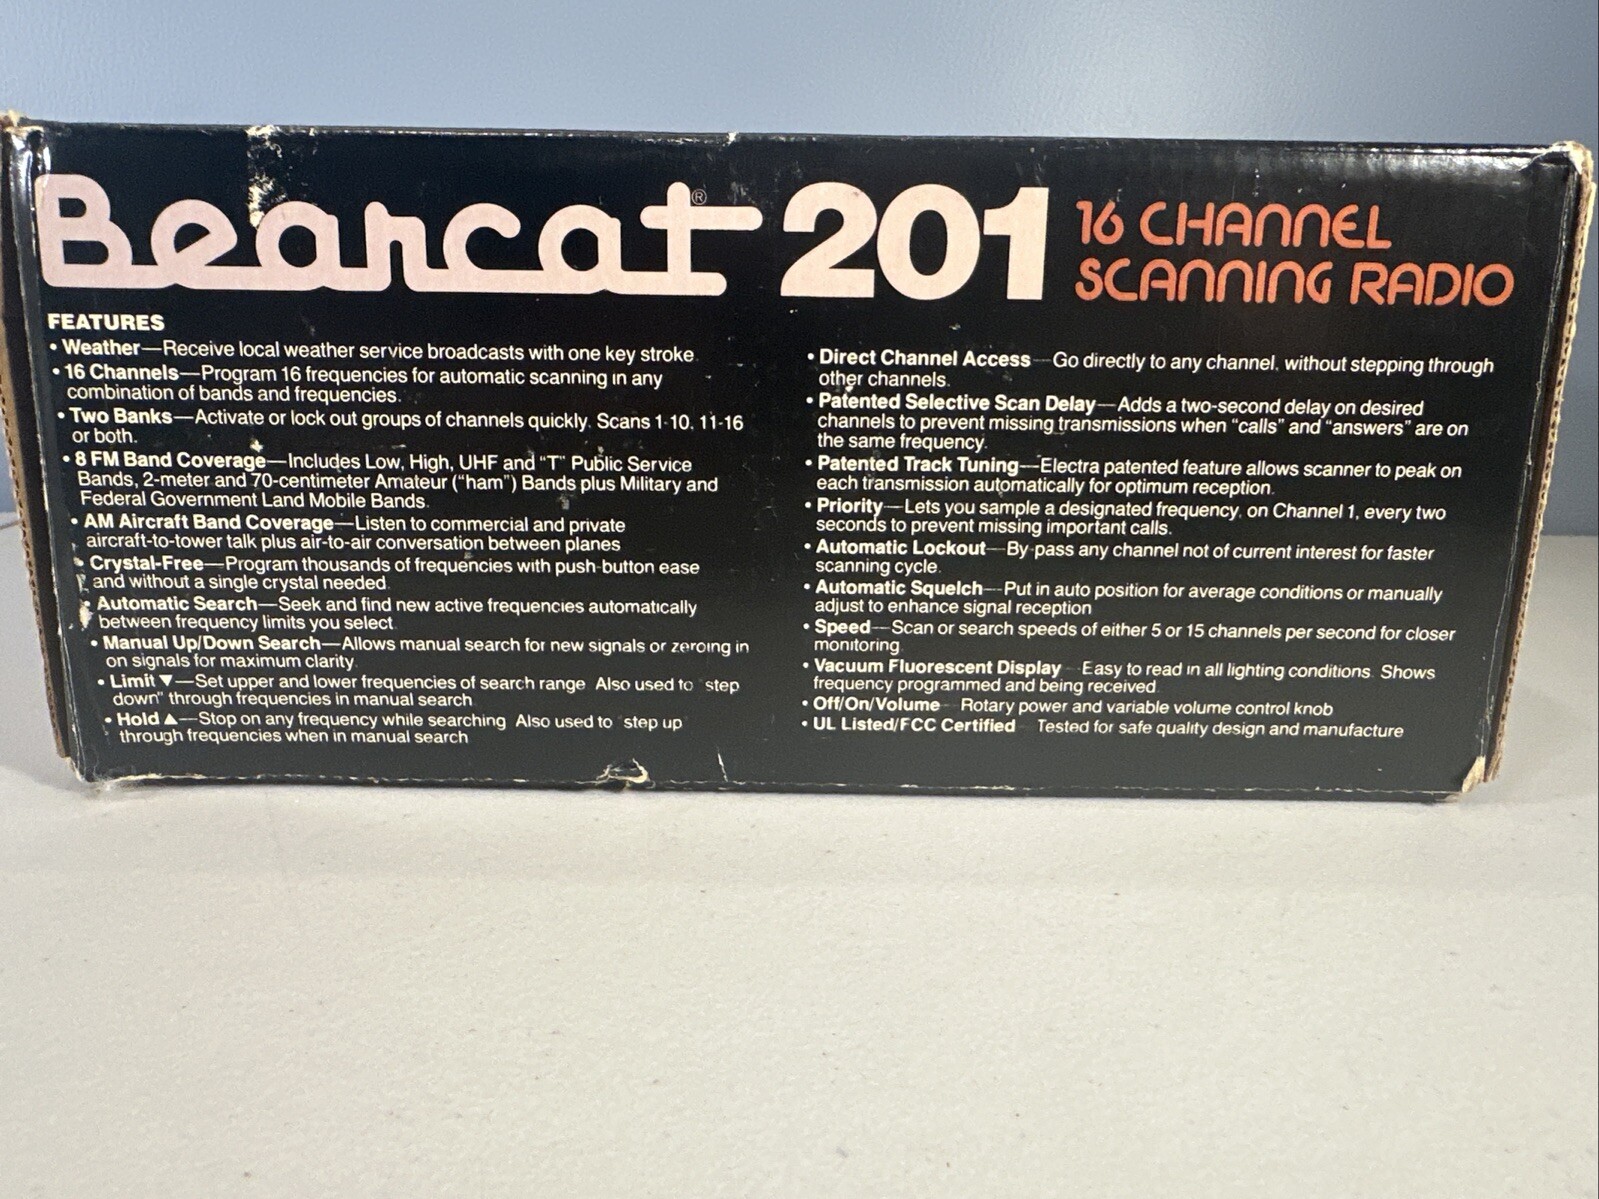 Bearcat® 201 16 CHANNEL
SCANNING RADIO
FEATURES
• Weather—Receive local weather service broadcasts with one key stroke.
• 16 Channels—Program 16 frequencies for automatic scanning in any
combination of bands and frequencies.
• Two Banks—Activate or lock out groups of channels quickly. Scans 1-10, 11-16
or both.
• 8 FM Band Coverage—Includes Low, High, UHF and “T” Public Service
Bands, 2-meter and 70-centimeter Amateur (“ham”) Bands plus Military and
Federal Government Land Mobile Bands.
• AM Aircraft Band Coverage—Listen to commercial and private
aircraft-to-tower talk plus air-to-air conversation between planes
• Crystal-Free—Program thousands of frequencies with push-button ease
and without a single crystal needed.
• Automatic Search—Seek and find new active frequencies automatically
between frequency limits you select
• Manual Up/Down Search—Allows manual search for new signals or zeroing in
on signals for maximum clarity.
• Limit ▼—Set upper and lower frequencies of search range Also used to “step
down” through frequencies in manual search
• Hold ▲—Stop on any frequency while searching Also used to “step up”
through frequencies when in manual search
• Direct Channel Access—Go directly to any channel, without stepping through
other channels.
• Patented Selective Scan Delay—Adds a two-second delay on desired
channels to prevent missing transmissions when “calls” and “answers” are on
the same frequency.
• Patented Track Tuning—Electra patented feature allows scanner to peak on
each transmission automatically for optimum reception.
• Priority—Lets you sample a designated frequency, on Channel 1, every two
seconds to prevent missing important calls.
• Automatic Lockout—By-pass any channel not of current interest for faster
scanning cycle.
• Automatic Squelch—Put in auto position for average conditions or manually
adjust to enhance signal reception
• Speed—Scan or search speeds of either 5 or 15 channels per second for closer
monitoring.
• Vacuum Fluorescent Display—Easy to read in all lighting conditions. Shows
frequency programmed and being received.
• Off/On/Volume—Rotary power and variable volume control knob
• UL Listed/FCC Certified—Tested for safe quality design and manufacture